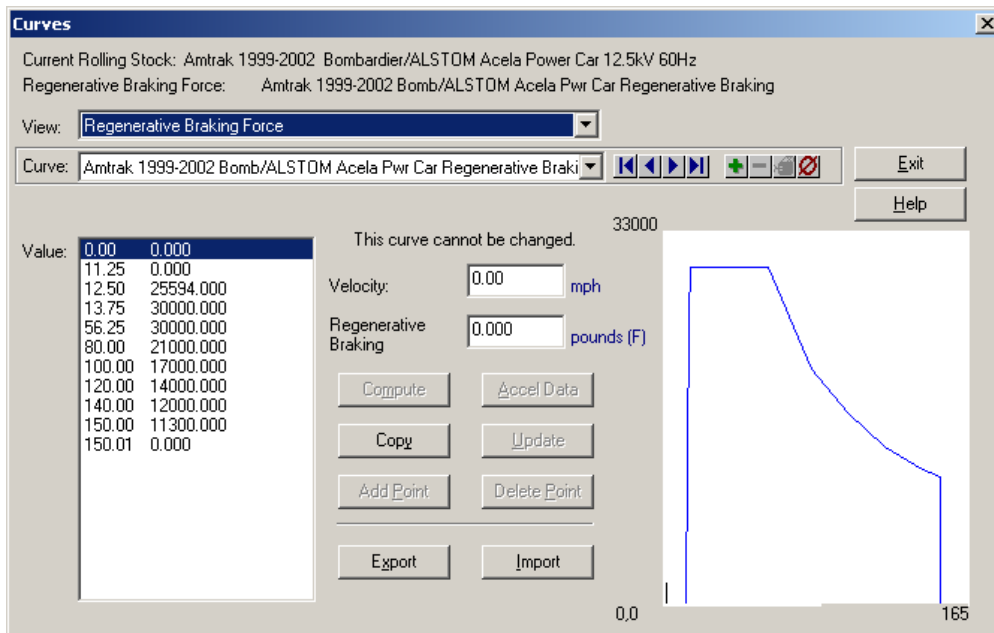 Curves
Current Rolling Stock: Amtrak 1999-2002 Bombardier/ALSTOM Acela Power Car 12.5kV 60Hz
Regenerative Braking Force: Amtrak 1999-2002 Bomb/ALSTOM Acela Pwr Car Regenerative Braking
View: Regenerative Braking Force
Curve: Amtrak 1999-2002 Bomb/ALSTOM Acela Pwr Car Regenerative Braki
Exit
Help
Value:
0.00 0.000
11.25 0.000
12.50 25594.000
13.75 30000.000
56.25 30000.000
80.00 21000.000
100.00 17000.000
120.00 14000.000
140.00 12000.000
150.00 11300.000
150.01 0.000
This curve cannot be changed.
Velocity: 0.00 mph
Regenerative
Braking 0.000 pounds (F)
Compute Accel Data
Copy Update
Add Point Delete Point
Export Import
33000
0,0 165